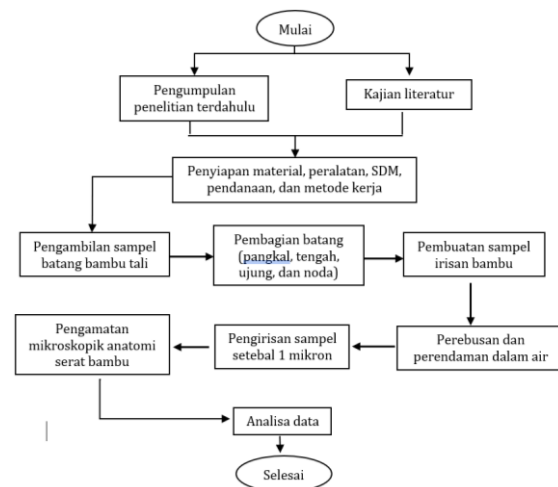 Mulai
Pengumpulan
penelitian terdahulu
Kajian literatur
Penyiapan material, peralatan, SDM,
pendanaan, dan metode kerja
Pengambilan sampel
batang bambu tali
Pembagian batang
(pangkal, tengah,
ujung, dan noda)
Pembuatan sampel
irisan bambu
Perebusan dan
perendaman dalam air
Pengirisan sampel
setebal 1 mikron
Pengamatan
mikroskopik anatomi
serat bambu
Analisa data
Selesai